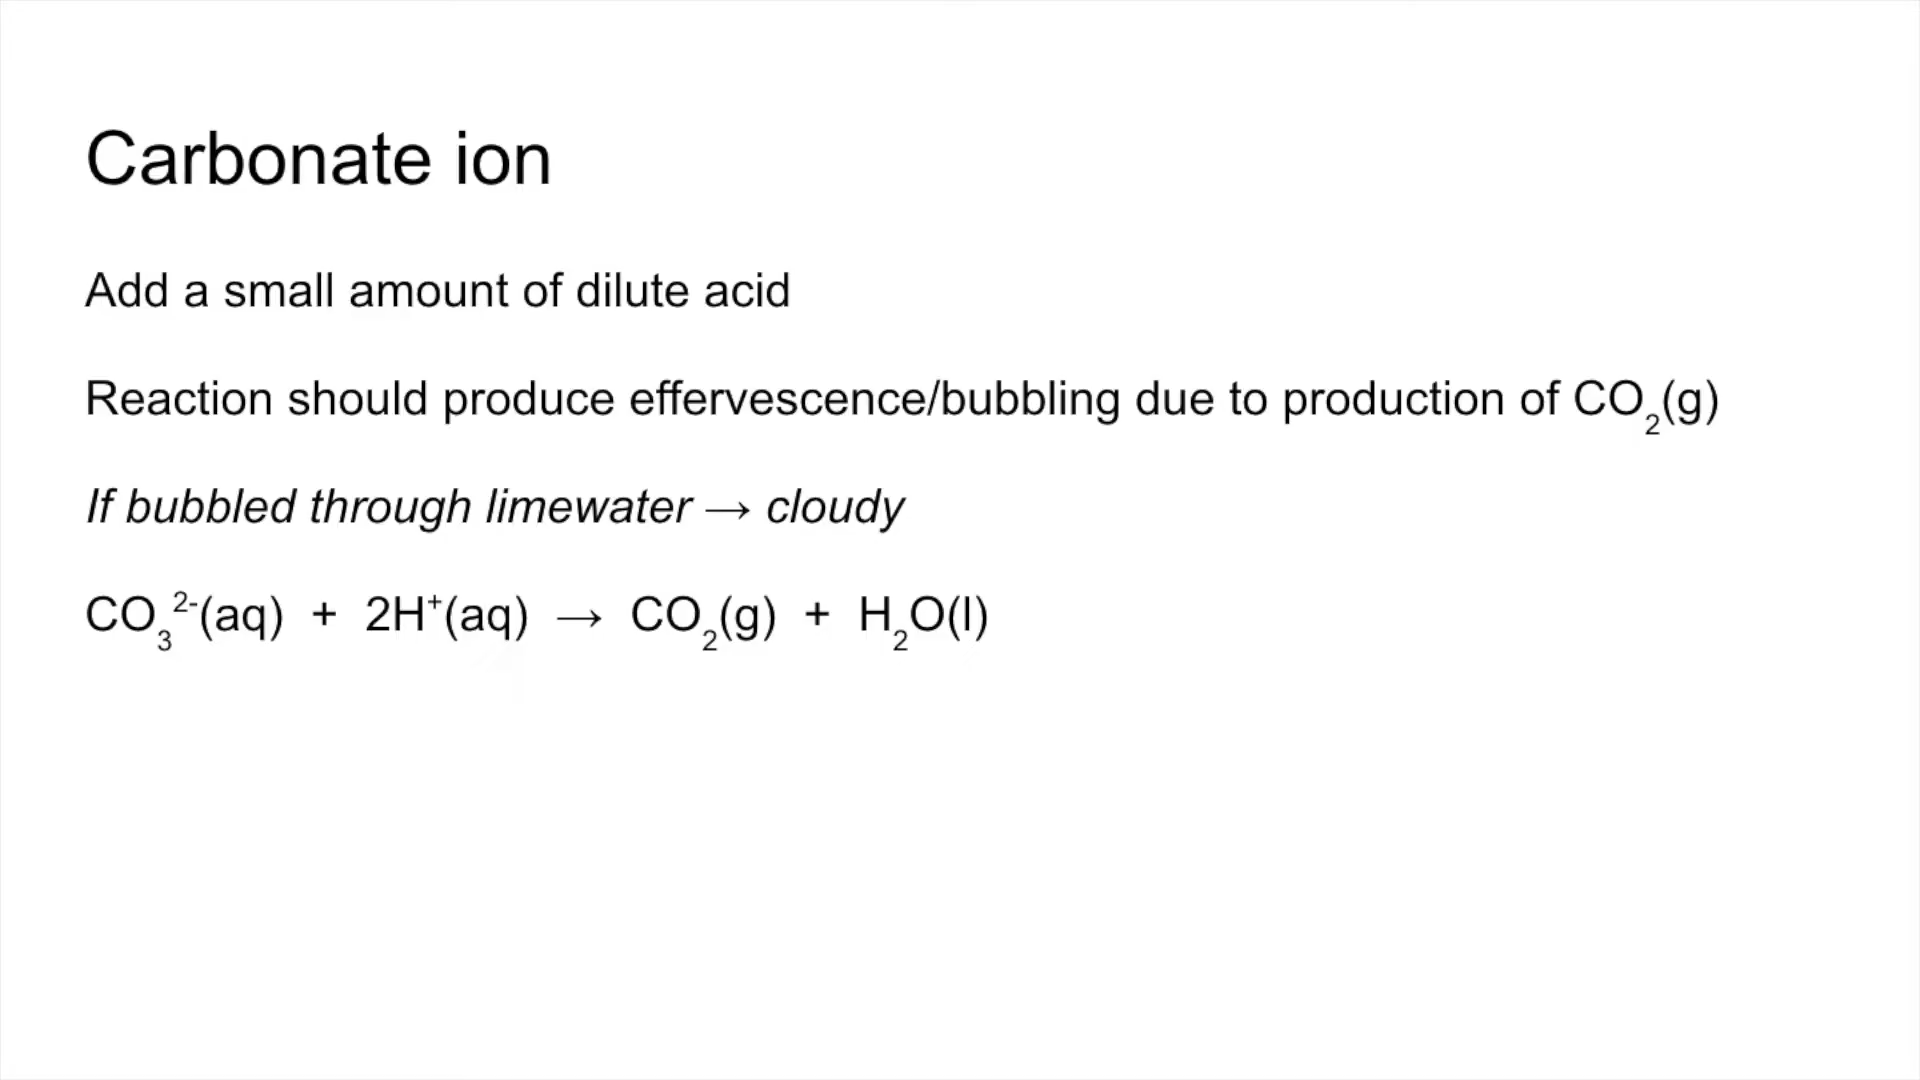 Carbonate ion
Add a small amount of dilute acid
Reaction should produce effervescence/bubbling due to production of CO₂(g)
If bubbled through limewater → cloudy
CO₃²⁻(aq) + 2H⁺(aq) → CO₂(g) + H₂O(l)